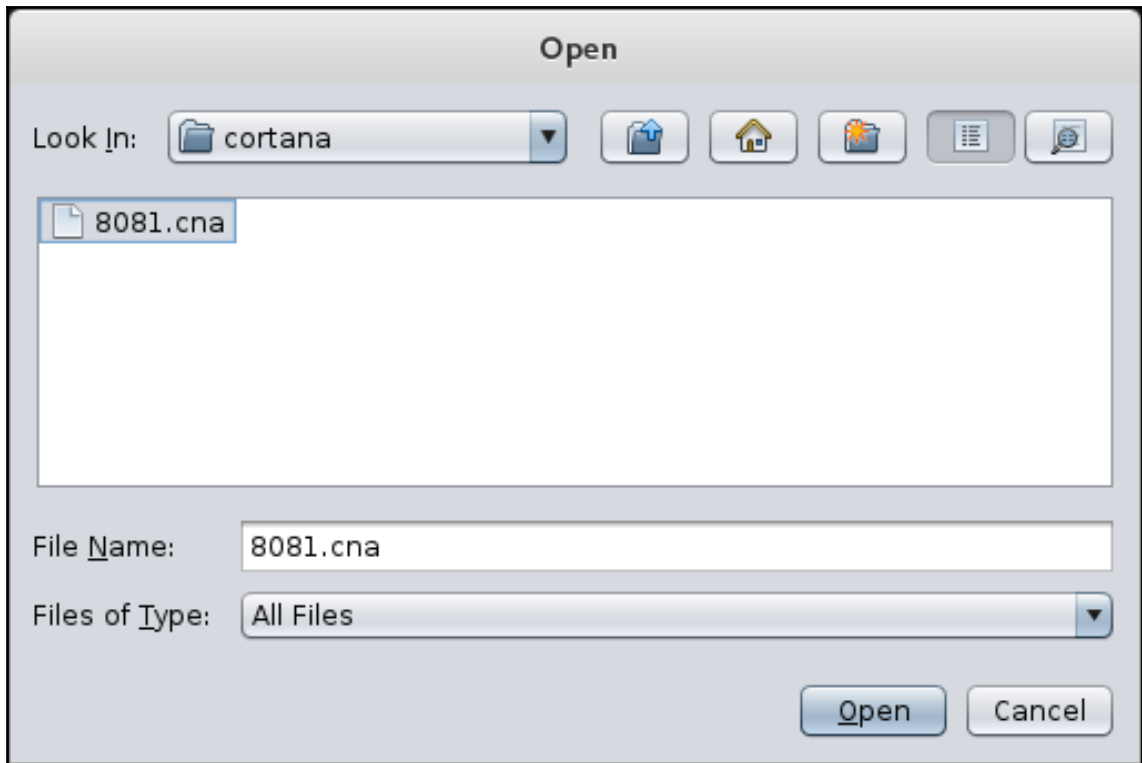 Open
Look In: cortana
8081.cna
File Name: 8081.cna
Files of Type: All Files
Open Cancel